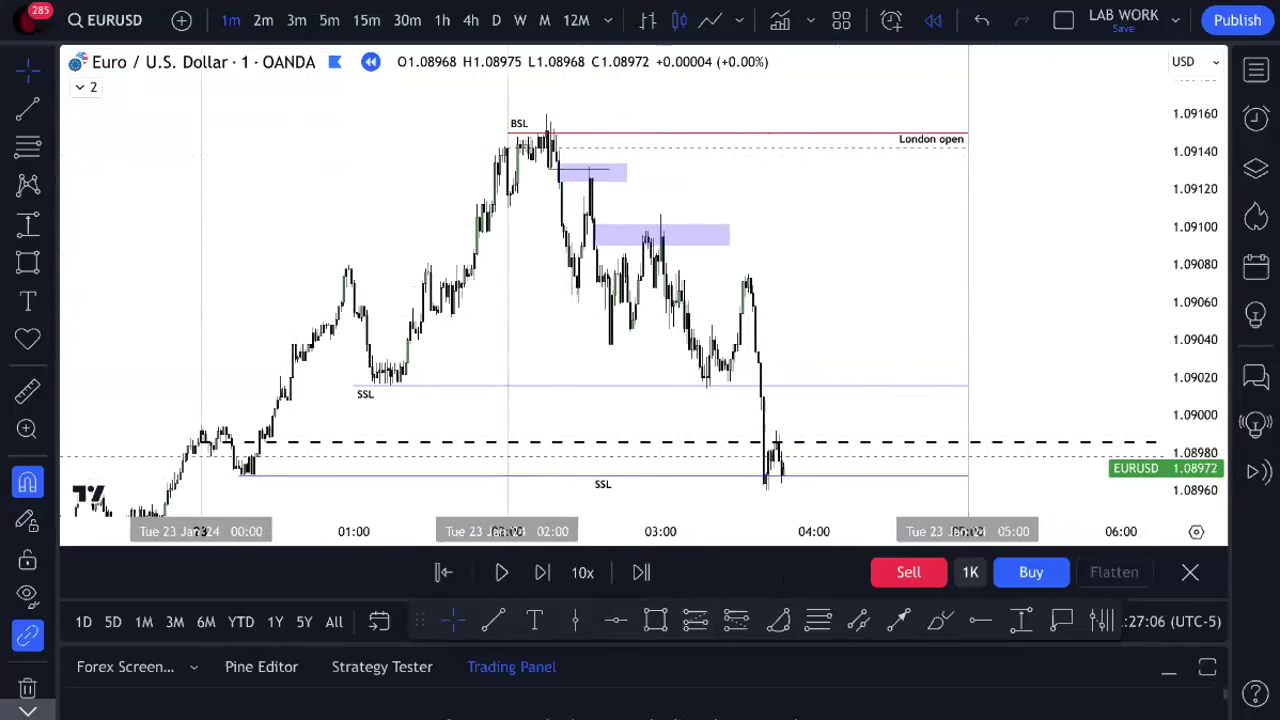 285
EURUSD
1m 2m 3m 5m 15m 30m 1h 4h D W M 12M
LAB WORK
Save
Publish
Euro / U.S. Dollar · 1 · OANDA
O1.08968 H1.08975 L1.08968 C1.08972 +0.00004 (+0.00%)
USD
2
1.09160
BSL
London open
1.09140
1.09120
1.09100
1.09080
1.09060
1.09040
1.09020
SSL
1.09000
1.08980
EURUSD 1.08972
SSL
1.08960
Tue 23 Jan '24 00:00
01:00
02:00
03:00
04:00
05:00
06:00
10x
Sell
1K
Buy
Flatten
1D 5D 1M 3M 6M YTD 1Y 5Y All
:27:06 (UTC-5)
Forex Screen...
Pine Editor
Strategy Tester
Trading Panel